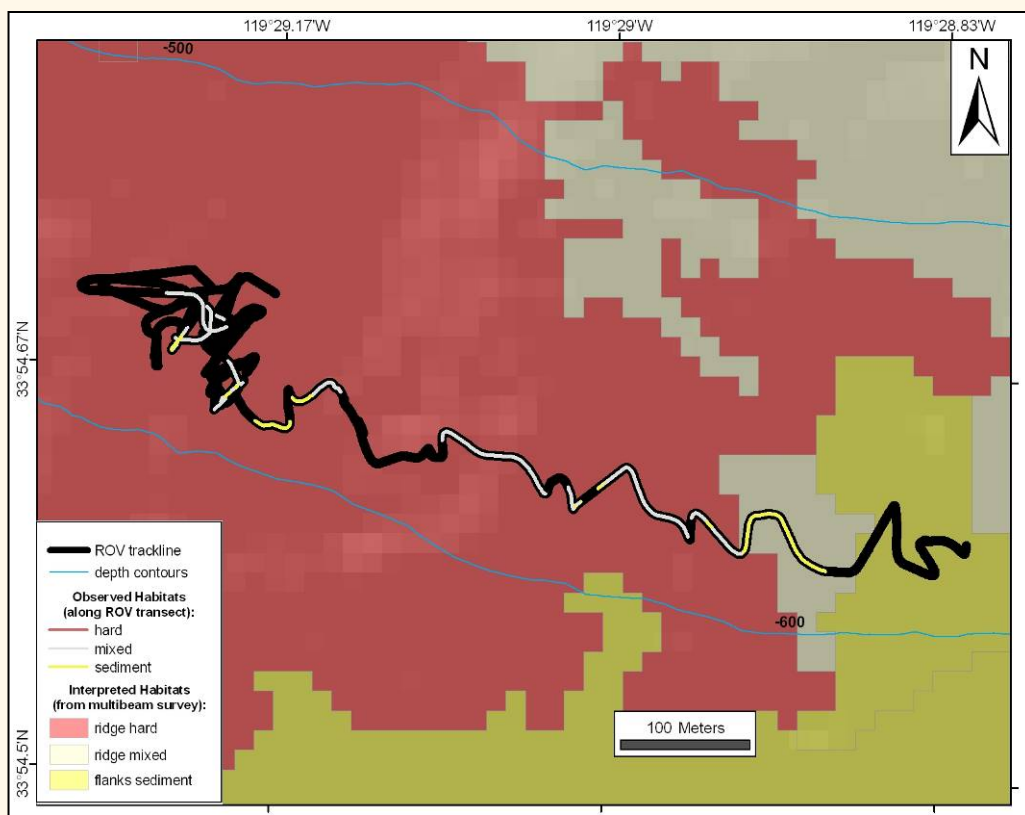 119°29.17'W
119°29'W
119°28.83'W
-500
N
33°54.67'N
ROV trackline
depth contours
Observed Habitats
(along ROV transect):
hard
mixed
sediment
Interpreted Habitats
(from multibeam survey):
ridge hard
ridge mixed
flanks sediment
-600
100 Meters
33°54.5'N